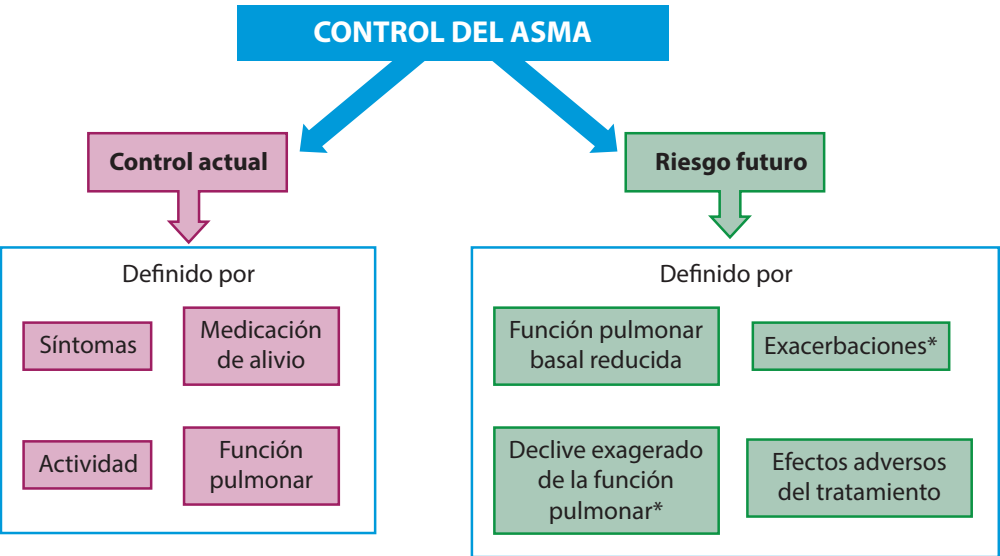 CONTROL DEL ASMA
Control actual
Riesgo futuro
Definido por
Síntomas
Medicación
de alivio
Actividad
Función
pulmonar
Definido por
Función pulmonar
basal reducida
Exacerbaciones*
Declive exagerado
de la función
pulmonar*
Efectos adversos
del tratamiento